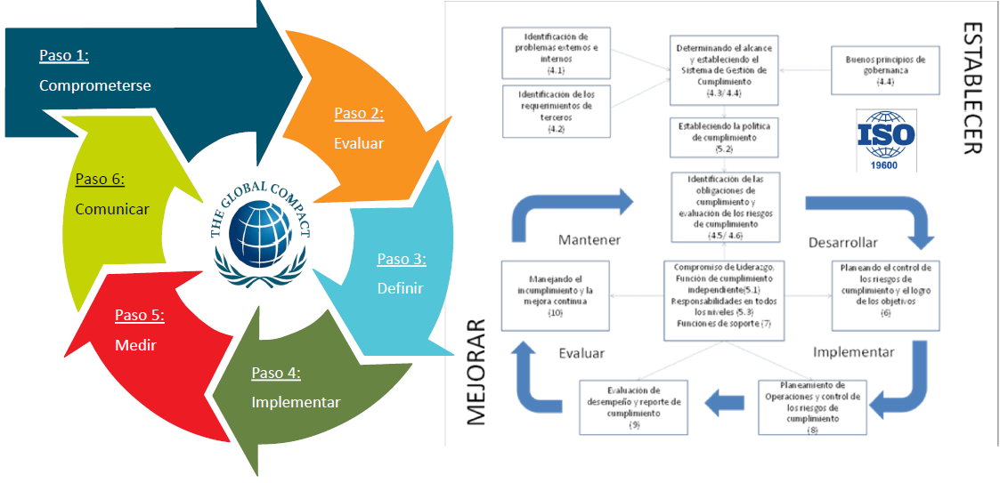 Paso 1:
Comprometerse
Paso 2:
Evaluar
Paso 3:
Definir
Paso 4:
Implementar
Paso 5:
Medir
Paso 6:
Comunicar
THE GLOBAL COMPACT
ESTABLECER
Identificación de
problemas externos e
internos
{4.1}
Identificación de los
requerimientos de
terceros
{4.2}
Determinando el alcance
y estableciendo el
Sistema de Gestión de
Cumplimiento
{4.3/ 4.4}
Buenos principios de
gobernanza
{4.4}
ISO
19600
Estableciendo la política
de cumplimiento
{5.2}
Identificación de las
obligaciones de
cumplimiento y
evaluación de los riesgos
de cumplimiento
{4.5/ 4.6}
Mantener
Desarrollar
Manejando el
incumplimiento y la
mejora continua
{10}
Compromiso de Liderazgo,
Función de cumplimiento
independiente{5.1}
Responsabilidades en todos
los niveles {5.3}
Funciones de soporte {7}
Planeando el control de
los riesgos de
cumplimiento y el logro
de los objetivos
{6}
Evaluar
Implementar
MEJORAR
Evaluación de
desempeño y reporte de
cumplimiento
{9}
Planeamiento de
Operaciones y control de
los riesgos de
cumplimiento
{8}